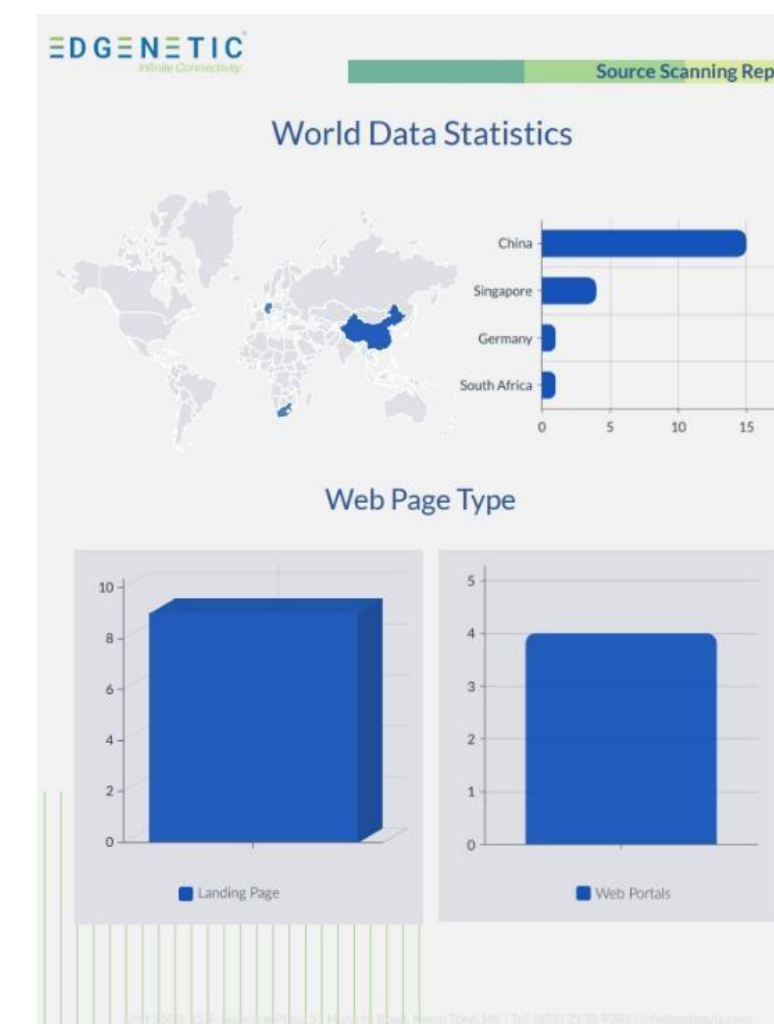 EDGENETIC
Infinite Connectivity
Source Scanning Rep
World Data Statistics
China
Singapore
Germany
South Africa
0 5 10 15
Web Page Type
10
8
6
4
2
0
Landing Page
5
4
3
2
1
0
Web Portals